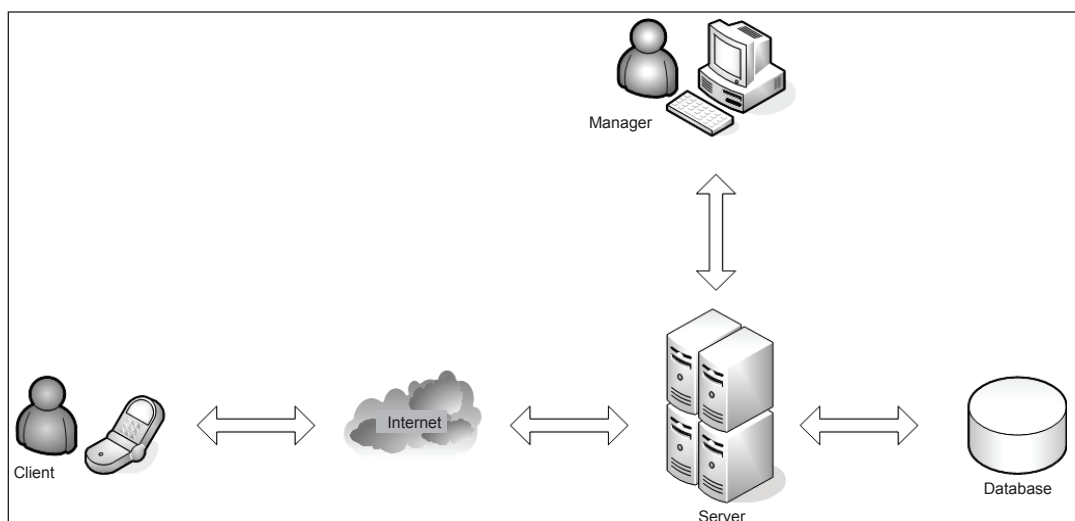 Manager
Internet
Client
Database
Server